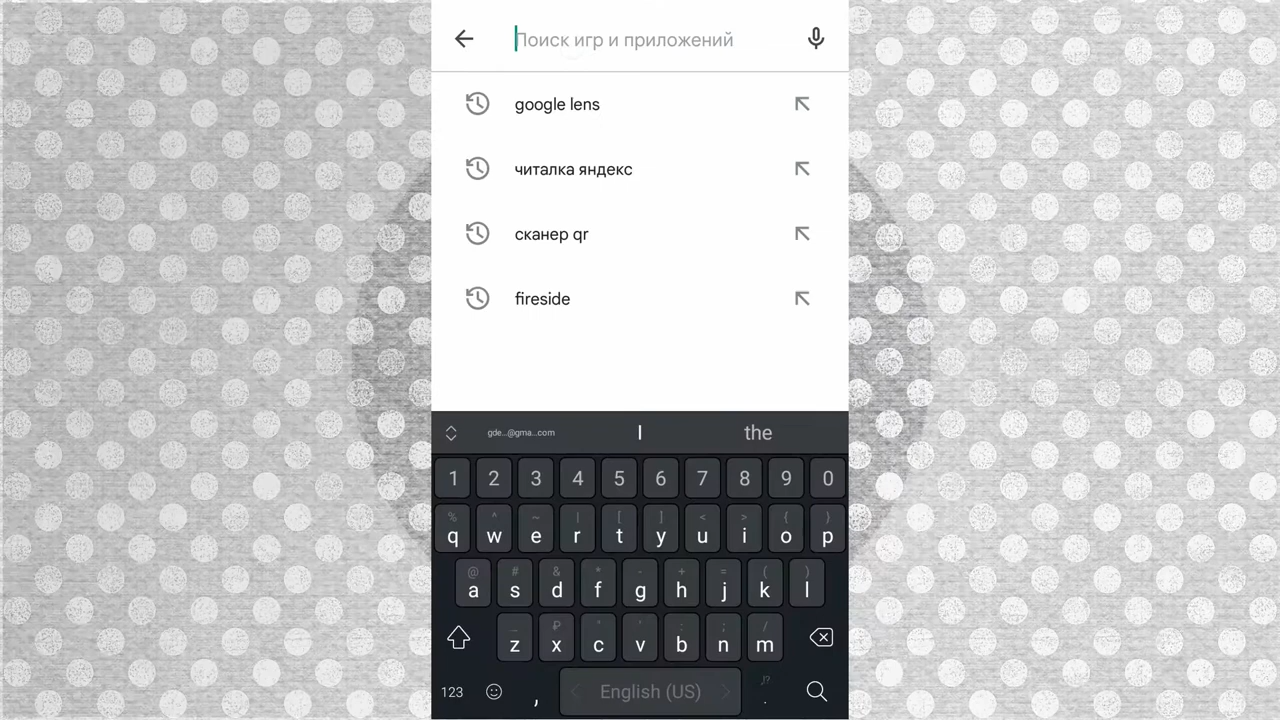 Поиск игр и приложений
google lens
читалка яндекс
сканер qr
fireside
gde...@gma...com I the
1 2 3 4 5 6 7 8 9 0
% ^ ~ | [ ] < > { }
q w e r t y u i o p
@ # & * - + = ( )
a s d f g h j k l
_ ₽ " ' : ; /
z x c v b n m
123 , English (US) ,!? .